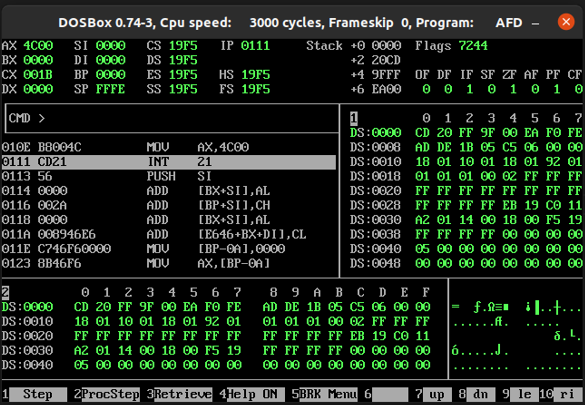 DOSBox 0.74-3, Cpu speed: 3000 cycles, Frameskip 0, Program: AFD
AX 4C00 SI 0000 CS 19F5 IP 0111 Stack +0 0000 Flags 7244
BX 0000 DI 0000 DS 19F5 +2 20CD
CX 001B BP 0000 ES 19F5 HS 19F5 +4 9FFF OF DF IF SF ZF AF PF CF
DX 0000 SP FFFE SS 19F5 FS 19F5 +6 EA00 0 0 1 0 1 0 1 0
CMD >
1 0 1 2 3 4 5 6 7
DS:0000 CD 20 FF 9F 00 EA F0 FE
DS:0008 AD DE 1B 05 C5 06 00 00
010E B8004C MOV AX,4C00 DS:0010 18 01 10 01 18 01 92 01
0111 CD21 INT 21 DS:0018 01 01 01 00 02 FF FF FF
0113 56 PUSH SI DS:0020 FF FF FF FF FF FF FF FF
0114 0000 ADD [BX+SI],AL DS:0028 FF FF FF FF EB 19 C0 11
0116 002A ADD [BP+SI],CH DS:0030 A2 01 14 00 18 00 F5 19
0118 0000 ADD [BX+SI],AL DS:0038 FF FF FF FF 00 00 00 00
011A 008946E6 ADD [E646+BX+DI],CL DS:0040 05 00 00 00 00 00 00 00
011E C746F60000 MOV [BP-0A],0000 DS:0048 00 00 00 00 00 00 00 00
0123 8B46F6 MOV AX,[BP-0A]
2 0 1 2 3 4 5 6 7 8 9 A B C D E F
DS:0000 CD 20 FF 9F 00 EA F0 FE AD DE 1B 05 C5 06 00 00
DS:0010 18 01 10 01 18 01 92 01 01 01 01 00 02 FF FF FF
DS:0020 FF FF FF FF FF FF FF FF FF FF FF FF EB 19 C0 11
DS:0030 A2 01 14 00 18 00 F5 19 FF FF FF FF 00 00 00 00
DS:0040 05 00 00 00 00 00 00 00 00 00 00 00 00 00 00 00
1 Step 2 ProcStep 3 Retrieve 4 Help ON 5 BRK Menu 6 7 up 8 dn 9 le 10 ri